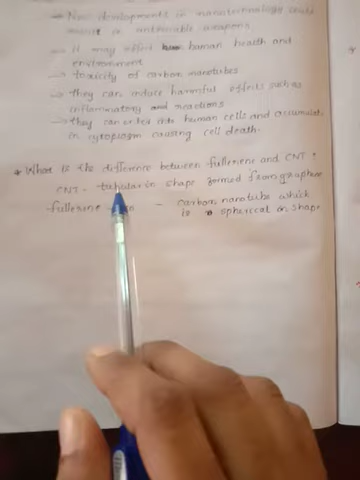 → New developments in nanotechnology could
result in untraceable weapons
→ It may effect human health and
environment
→ toxicity of carbon nanotubes
→ They can induce harmful effects such as
inflammatory and reactions
→ they can enter into human cells and accumulate
in cytoplasm causing cell death.
* What is the difference between fullerene and CNT?
CNT - tubular in shape formed from graphene
fullerene - carbon nanotube which
is spherical in shape